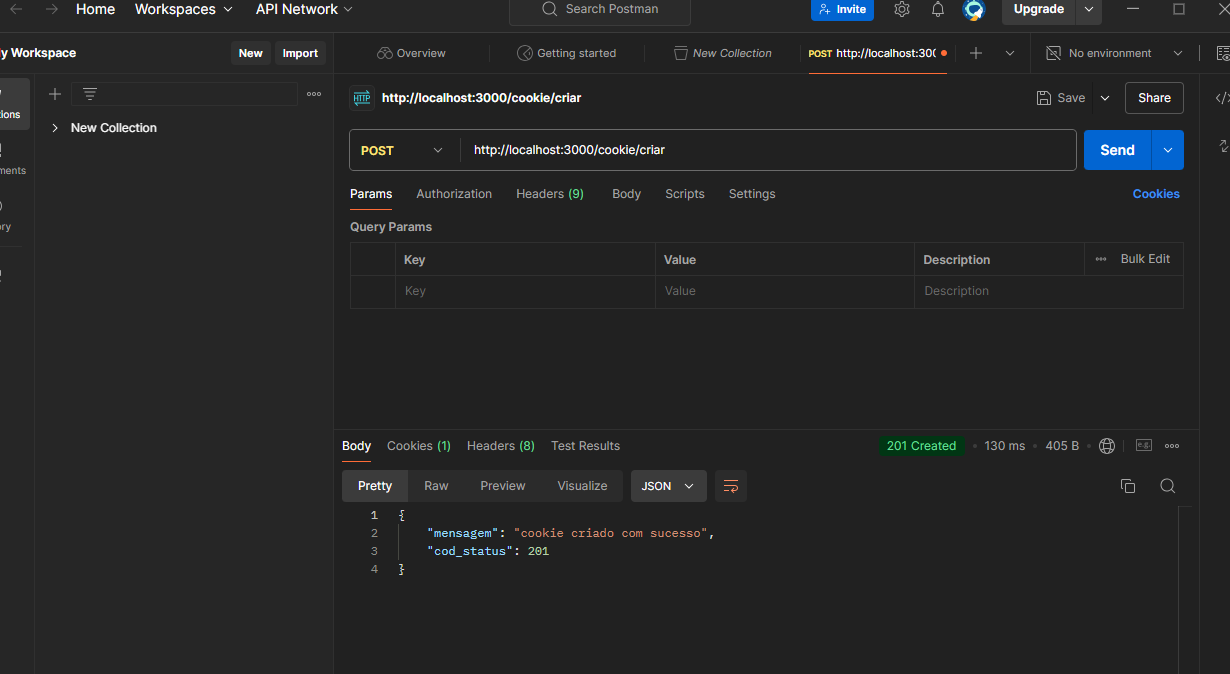 Home Workspaces API Network Search Postman Invite Upgrade
y Workspace New Import Overview Getting started New Collection POST http://localhost:300 No environment
HTTP http://localhost:3000/cookie/criar Save Share
ions
New Collection
POST http://localhost:3000/cookie/criar Send
ments
Params Authorization Headers (9) Body Scripts Settings Cookies
ry
Query Params
Key Value Description Bulk Edit
Key Value Description
Body Cookies (1) Headers (8) Test Results 201 Created 130 ms 405 B e.g.
Pretty Raw Preview Visualize JSON
1 {
2 "mensagem": "cookie criado com sucesso",
3 "cod_status": 201
4 }